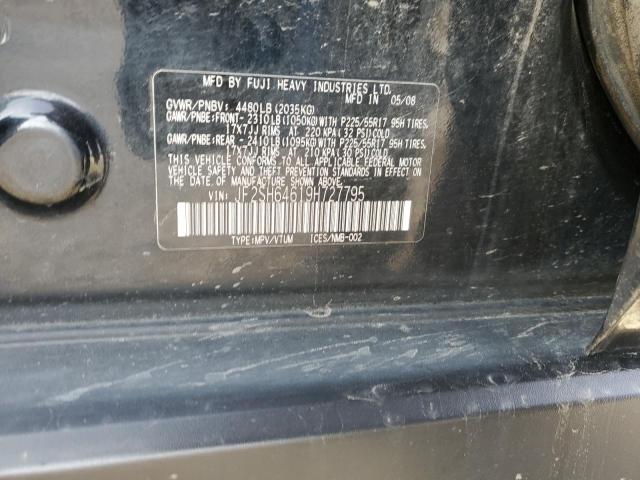 MFD BY FUJI HEAVY INDUSTRIES LTD.
MFD IN 05/08
GVWR/PNBV: 4480LB(2035KG)
GAWR/PNBE:FRONT- 2310LB(1050KG)WITH P225/55R17 95H TIRES,
17X7JJ RIMS AT 220 KPA(32 PSI)COLD
GAWR/PNBE:REAR - 2410LB(1095KG)WITH P225/55R17 95H TIRES,
17X7JJ RIMS AT 210 KPA(30 PSI)COLD
THIS VEHICLE CONFORMS TO ALL APPLICABLE FEDERAL MOTOR
VEHICLE SAFETY STANDARDS IN EFFECT ON THE DATE OF
MANUFACTURE SHOWN ABOVE.
VIN: JF2SH64619H727795
TYPE:MPV/VTUM ICES/NMB-002